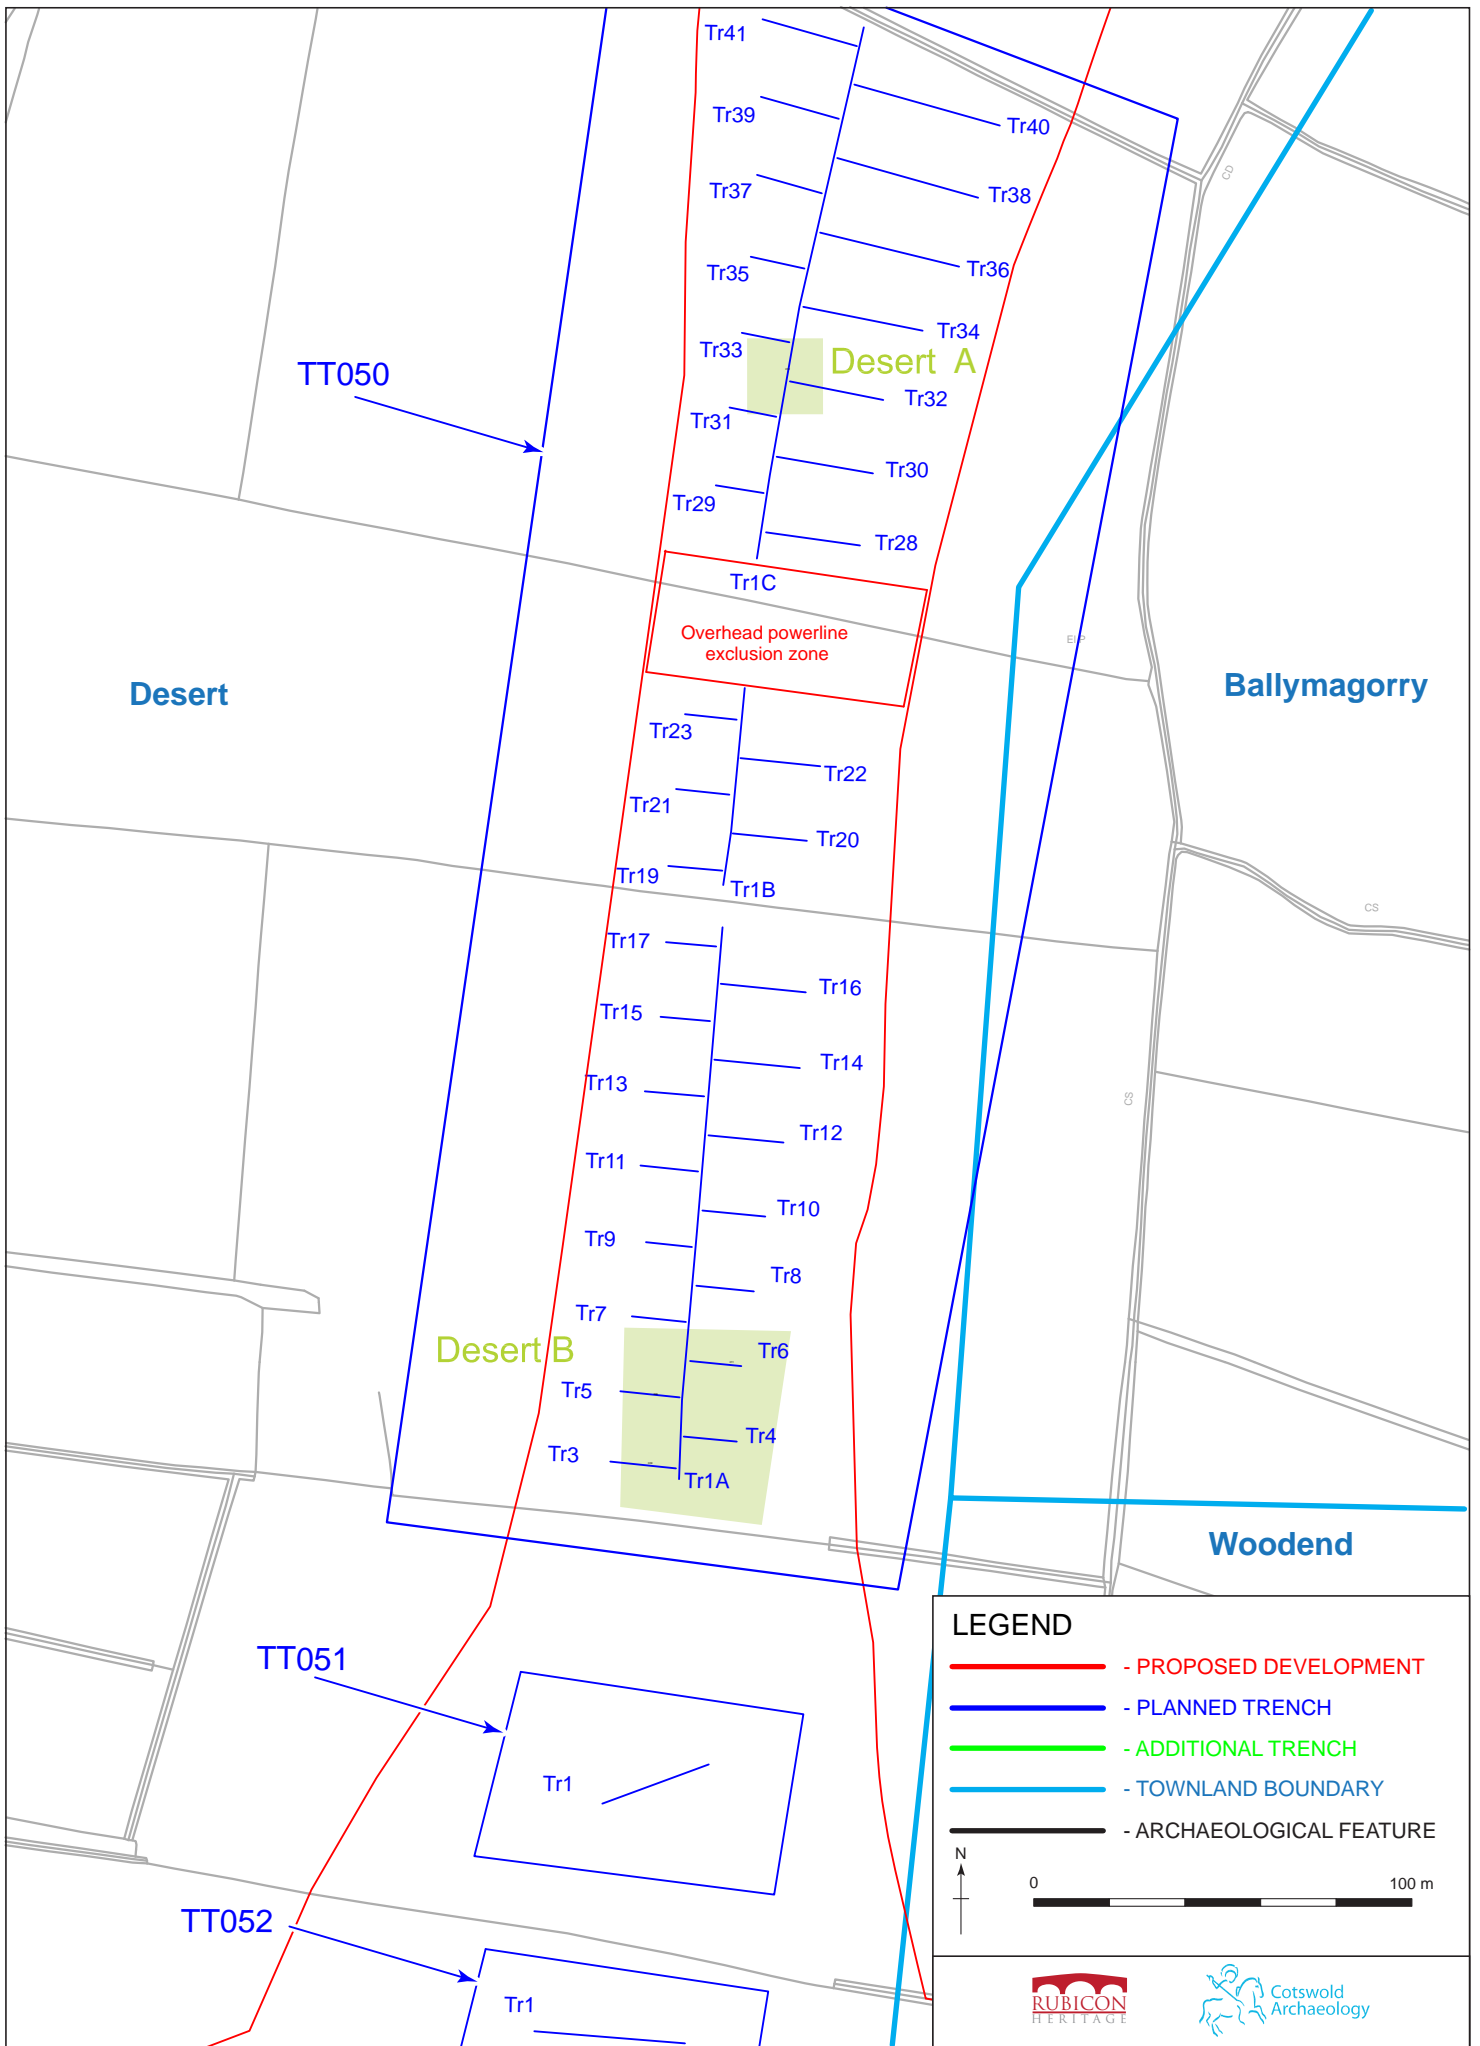 Tr41
Tr39
Tr40
Tr37
Tr38
CD
Tr35
Tr36
Tr33
Tr34
Desert A
TT050
Tr32
Tr31
Tr30
Tr29
Tr28
Tr1C
Overhead powerline
exclusion zone
Desert
Ballymagorry
Tr23
Tr22
Tr21
Tr20
Tr19
Tr1B
CS
Tr17
Tr16
Tr15
Tr14
Tr13
CS
Tr12
Tr11
Tr10
Tr9
Tr8
Tr7
Desert B
Tr6
Tr5
Tr4
Tr3
Tr1A
Woodend
TT051
Tr1
TT052
Tr1
LEGEND
- PROPOSED DEVELOPMENT
- PLANNED TRENCH
- ADDITIONAL TRENCH
- TOWNLAND BOUNDARY
- ARCHAEOLOGICAL FEATURE
N
0 100 m
RUBICON
HERITAGE
Cotswold
Archaeology